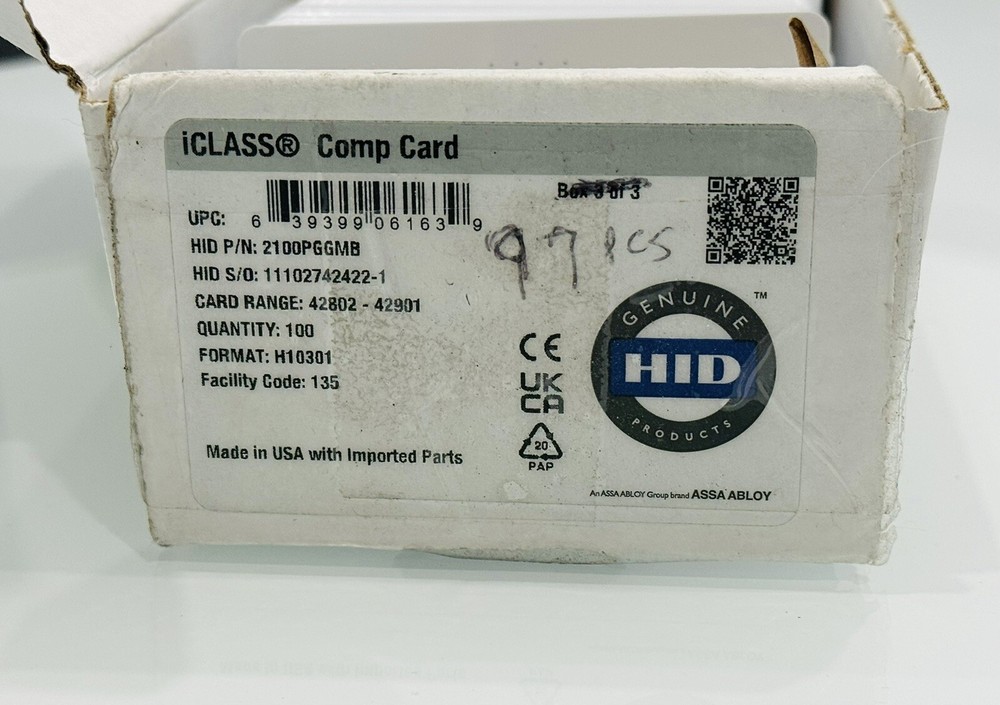 iCLASS® Comp Card
Box 3 of 3
UPC: 6 39399 06163 9
97 PCS
HID P/N: 2100PGGMB
HID S/O: 11102742422-1
CARD RANGE: 42802 - 42901
QUANTITY: 100
FORMAT: H10301
Facility Code: 135
Made in USA with Imported Parts
CE
UK
CA
20
PAP
GENUINE
HID
PRODUCTS
TM
An ASSA ABLOY Group brand ASSA ABLOY